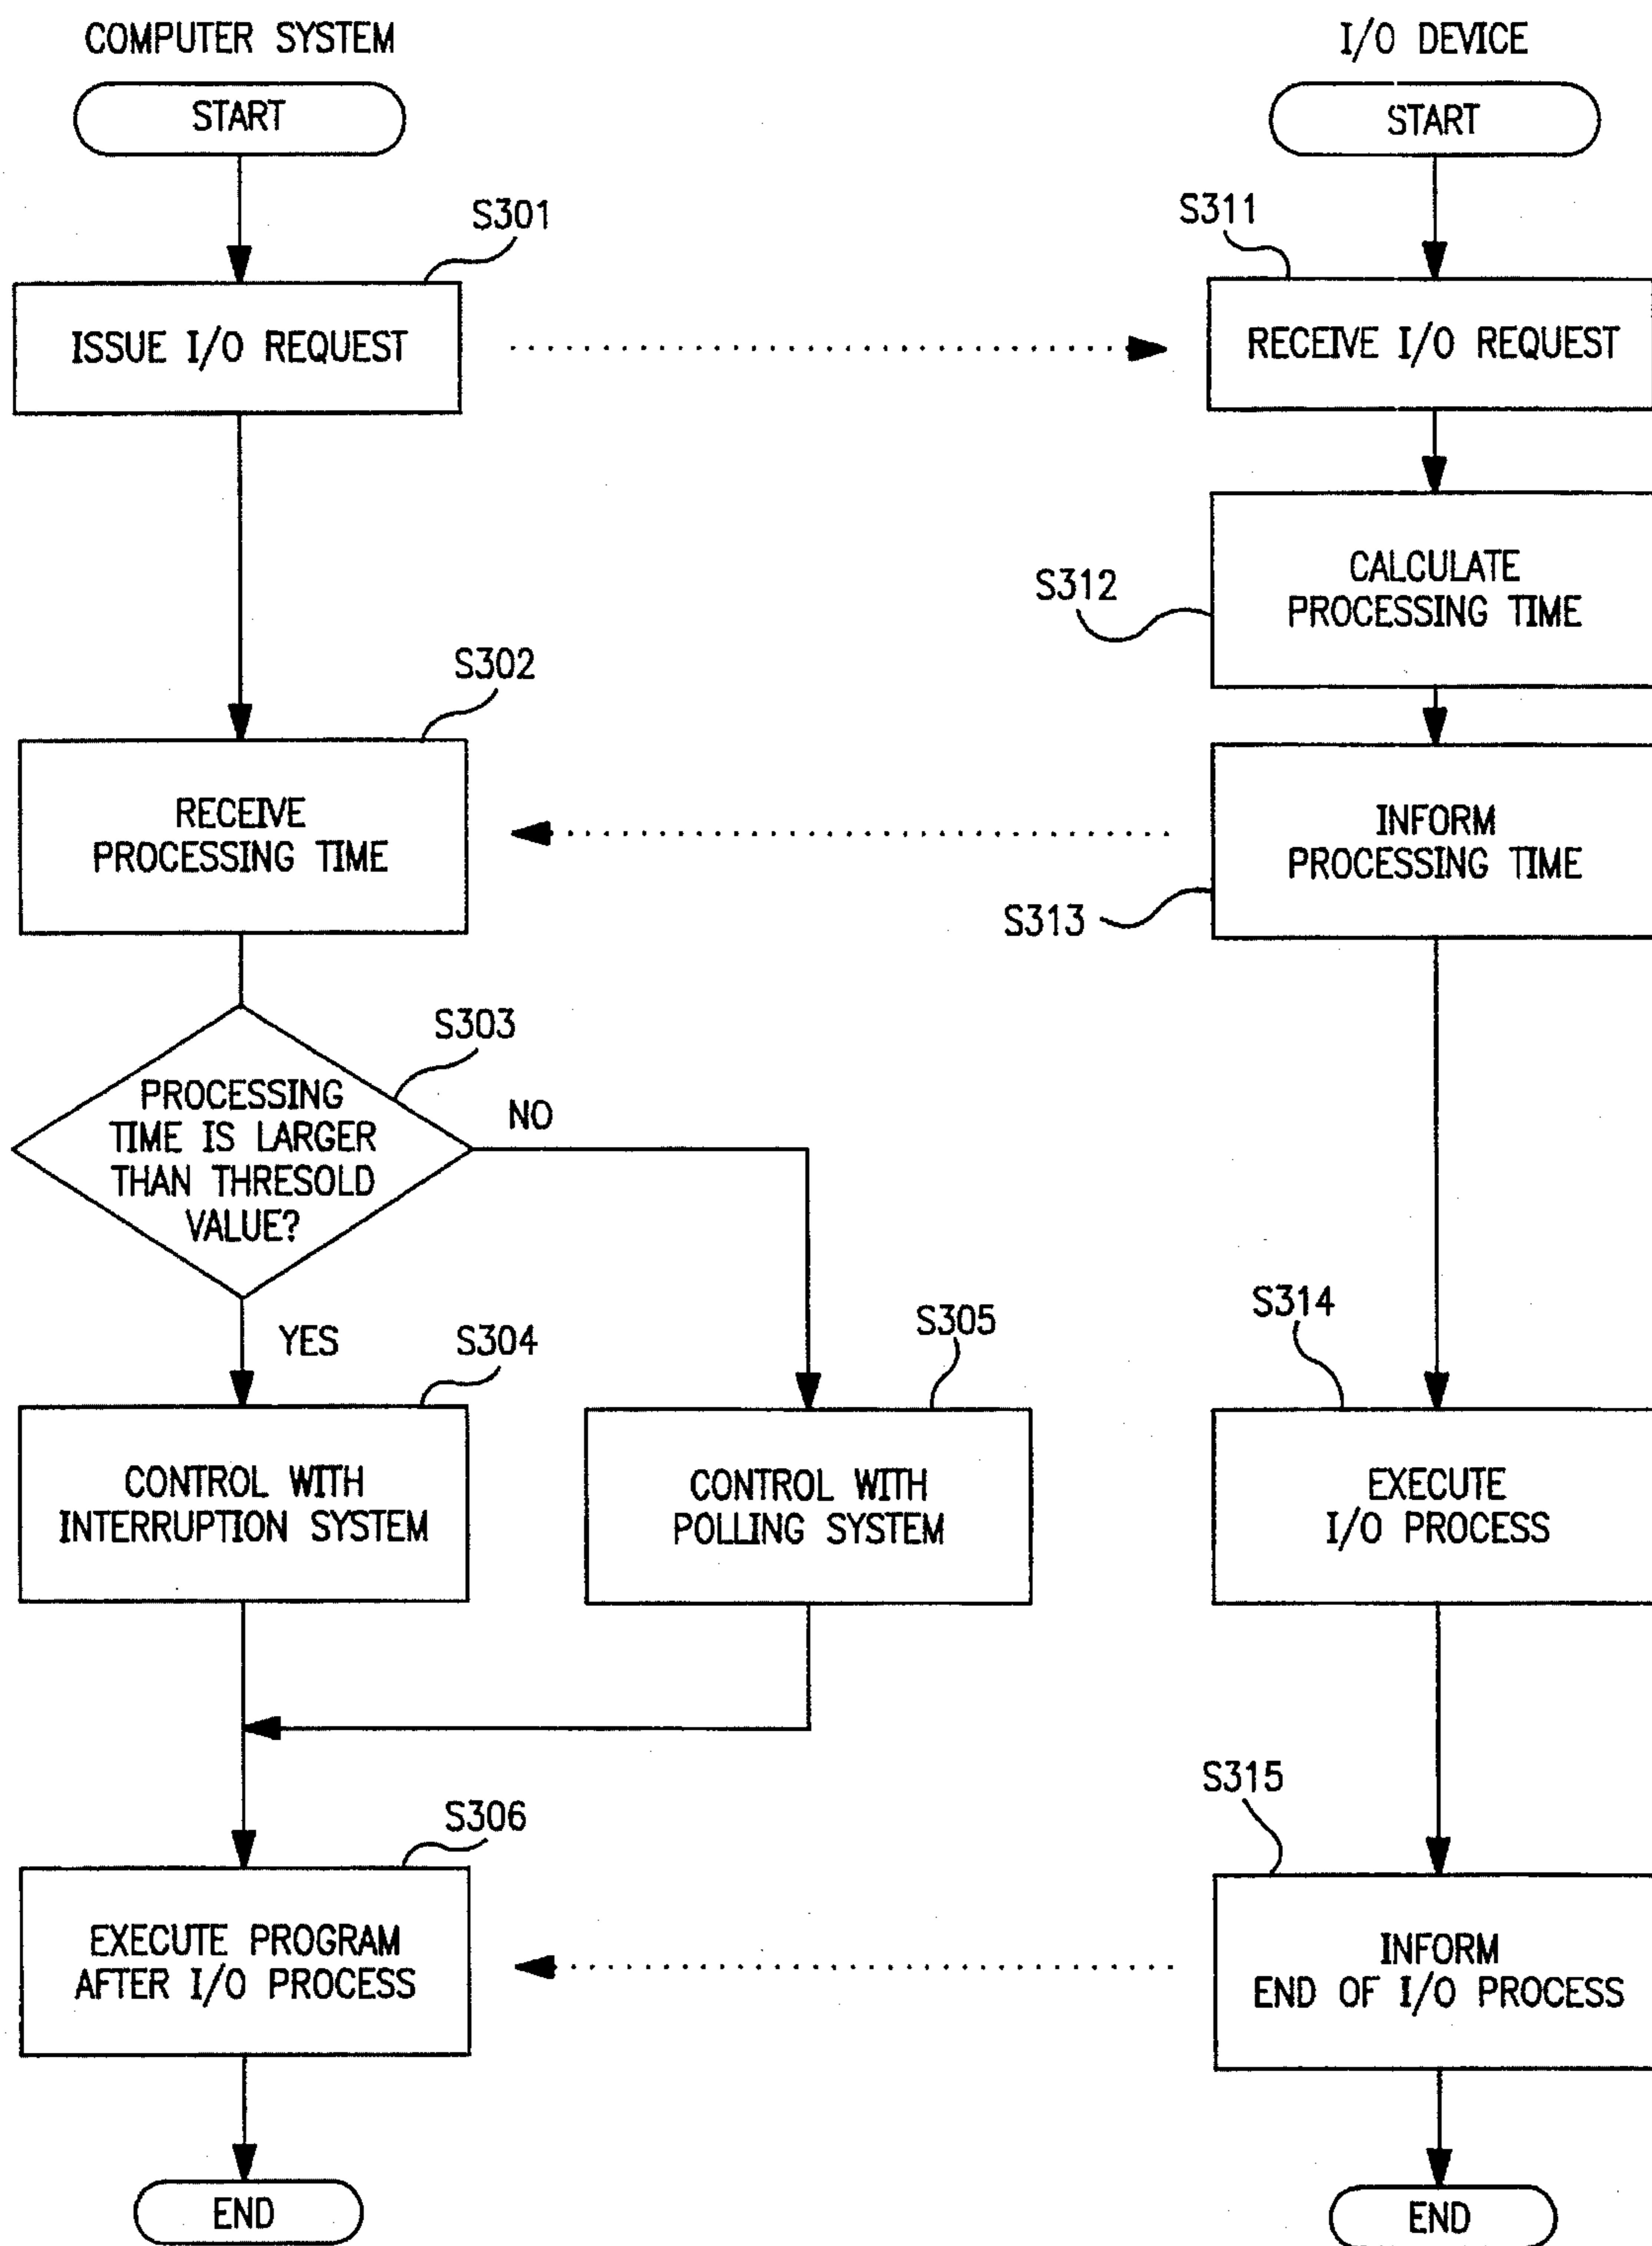 COMPUTER SYSTEM
I/O DEVICE
START
START
S301
S311
ISSUE I/O REQUEST
RECEIVE I/O REQUEST
S312
CALCULATE
PROCESSING TIME
S302
RECEIVE
PROCESSING TIME
INFORM
PROCESSING TIME
S313
S303
PROCESSING
TIME IS LARGER
THAN THRESOLD
VALUE?
NO
YES
S304
S305
S314
CONTROL WITH
INTERRUPTION SYSTEM
CONTROL WITH
POLLING SYSTEM
EXECUTE
I/O PROCESS
S306
S315
EXECUTE PROGRAM
AFTER I/O PROCESS
INFORM
END OF I/O PROCESS
END
END